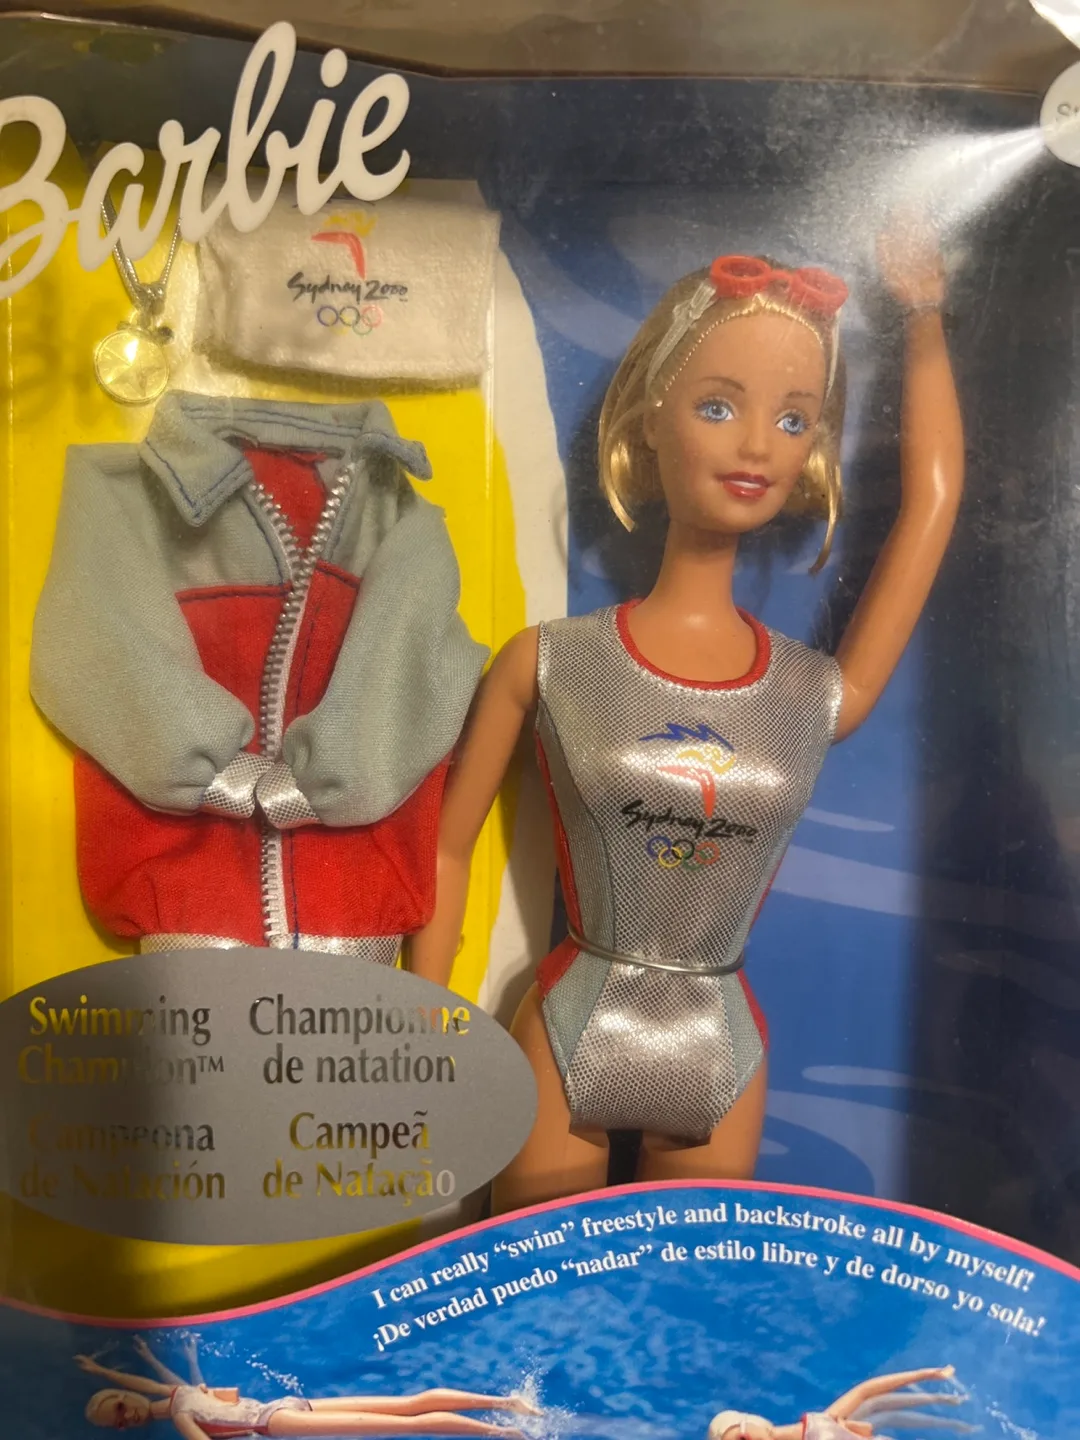 Barbie
Sydney 2000
Sydney 2000
Swimming
Champion™
Championne
de natation
Campeona
de Natación
Campeã
de Natação
I can really “swim” freestyle and backstroke all by myself!
¡De verdad puedo “nadar” de estilo libre y de dorso yo sola!